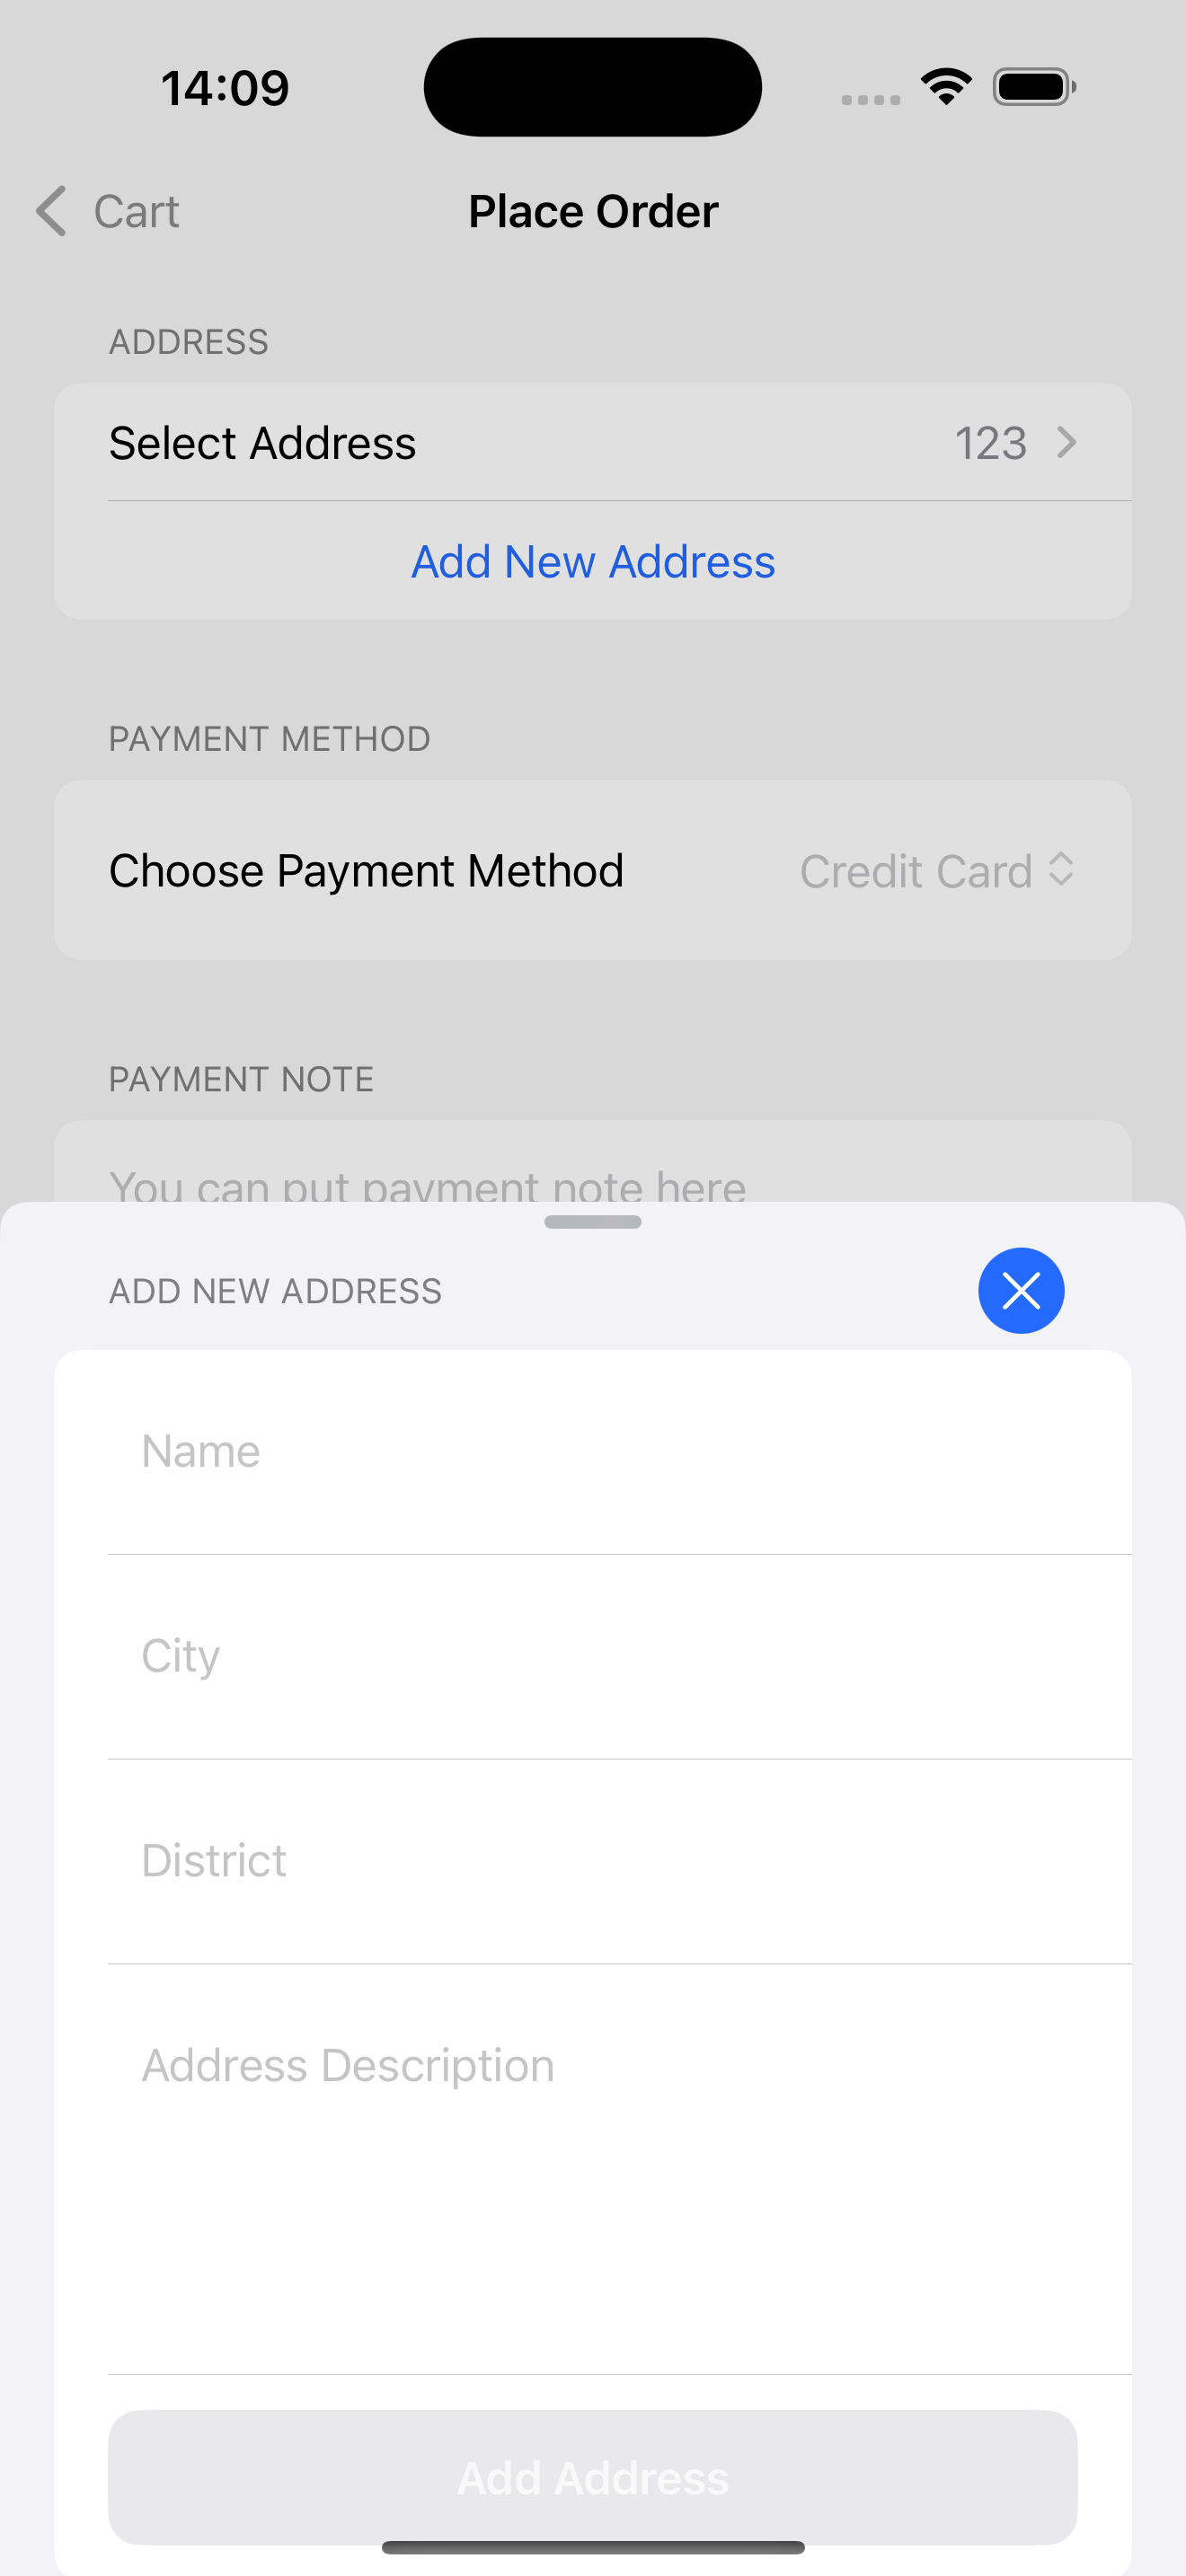 14:09
Cart
Place Order
ADDRESS
Select Address
123
Add New Address
PAYMENT METHOD
Choose Payment Method
Credit Card
PAYMENT NOTE
You can put payment note here
ADD NEW ADDRESS
Name
City
District
Address Description
Add Address